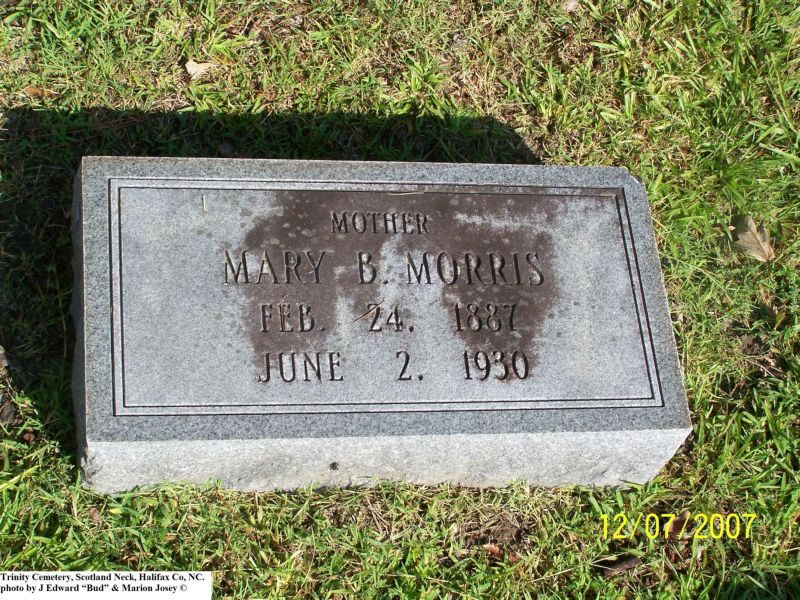 MOTHER
MARY B. MORRIS
FEB. 24. 1887
JUNE 2. 1930
12/07/2007
Trinity Cemetery, Scotland Neck, Halifax Co, NC.
photo by J Edward “Bud” & Marion Josey ©